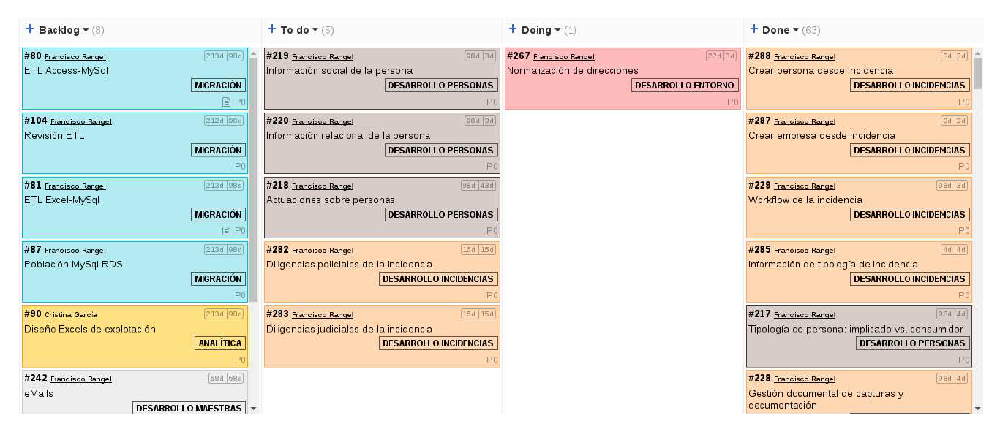 + Backlog (8)
#80 Francisco Rangel 213d 98d
ETL Access-MySql
MIGRACIÓN
P0
#104 Francisco Rangel 212d 98d
Revisión ETL
MIGRACIÓN
P0
#81 Francisco Rangel 213d 98d
ETL Excel-MySql
MIGRACIÓN
P0
#87 Francisco Rangel 213d 98d
Población MySql RDS
MIGRACIÓN
P0
#90 Cristina García 213d 98d
Diseño Excels de explotación
ANALÍTICA
P0
#242 Francisco Rangel 68d 68d
eMails
DESARROLLO MAESTRAS
+ To do (5)
#219 Francisco Rangel 98d 3d
Información social de la persona
DESARROLLO PERSONAS
P0
#220 Francisco Rangel 98d 3d
Información relacional de la persona
DESARROLLO PERSONAS
P0
#218 Francisco Rangel 98d 43d
Actuaciones sobre personas
DESARROLLO PERSONAS
P0
#282 Francisco Rangel 16d 15d
Diligencias policiales de la incidencia
DESARROLLO INCIDENCIAS
P0
#283 Francisco Rangel 16d 15d
Diligencias judiciales de la incidencia
DESARROLLO INCIDENCIAS
P0
+ Doing (1)
#267 Francisco Rangel 22d 3d
Normalización de direcciones
DESARROLLO ENTORNO
P0
+ Done (63)
#288 Francisco Rangel 3d 3d
Crear persona desde incidencia
DESARROLLO INCIDENCIAS
P0
#287 Francisco Rangel 3d 3d
Crear empresa desde incidencia
DESARROLLO INCIDENCIAS
P0
#229 Francisco Rangel 98d 3d
Workflow de la incidencia
DESARROLLO INCIDENCIAS
P0
#285 Francisco Rangel 4d 4d
Información de tipología de incidencia
DESARROLLO INCIDENCIAS
P0
#217 Francisco Rangel 98d 4d
Tipología de persona: implicado vs. consumidor
DESARROLLO PERSONAS
P0
#228 Francisco Rangel 98d 4d
Gestión documental de capturas y
documentación